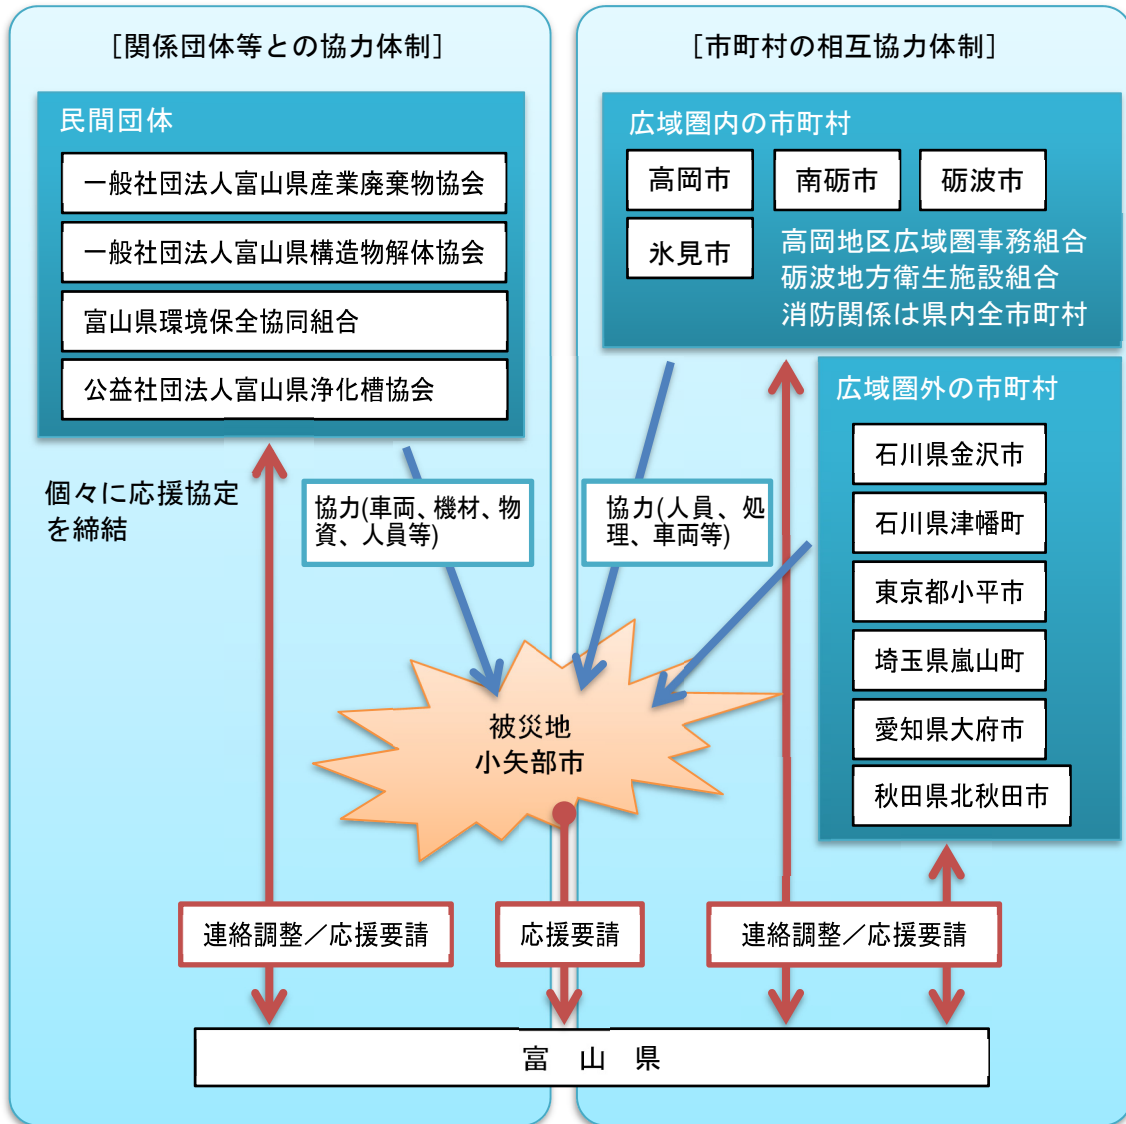 ［関係団体等との協力体制］
民間団体
一般社団法人富山県産業廃棄物協会
一般社団法人富山県構造物解体協会
富山県環境保全協同組合
公益社団法人富山県浄化槽協会
個々に応援協定
を締結
協力(車両、機材、物
資、人員等)
［市町村の相互協力体制］
広域圏内の市町村
高岡市
南砺市
砺波市
氷見市
高岡地区広域圏事務組合
砺波地方衛生施設組合
消防関係は県内全市町村
協力(人員、処
理、車両等)
広域圏外の市町村
石川県金沢市
石川県津幡町
東京都小平市
埼玉県嵐山町
愛知県大府市
秋田県北秋田市
被災地
小矢部市
連絡調整／応援要請
応援要請
連絡調整／応援要請
富　山　県